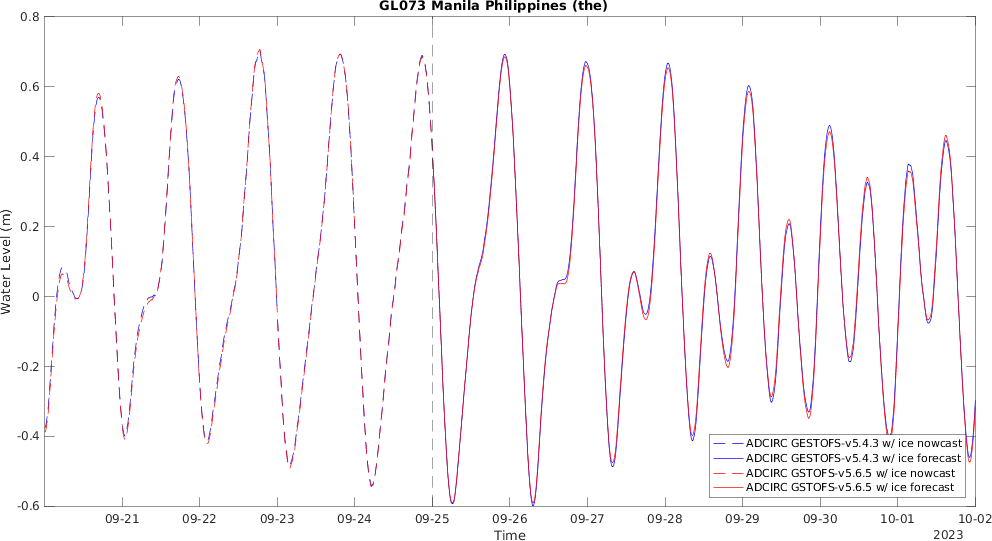 GL073 Manila Philippines (the)
0.8
0.6
0.4
0.2
0
-0.2
-0.4
-0.6
Water Level (m)
09-21 09-22 09-23 09-24 09-25 09-26 09-27 09-28 09-29 09-30 10-01 10-02
Time
2023
ADCIRC GESTOFS-v5.4.3 w/ ice nowcast
ADCIRC GESTOFS-v5.4.3 w/ ice forecast
ADCIRC GSTOFS-v5.6.5 w/ ice nowcast
ADCIRC GSTOFS-v5.6.5 w/ ice forecast